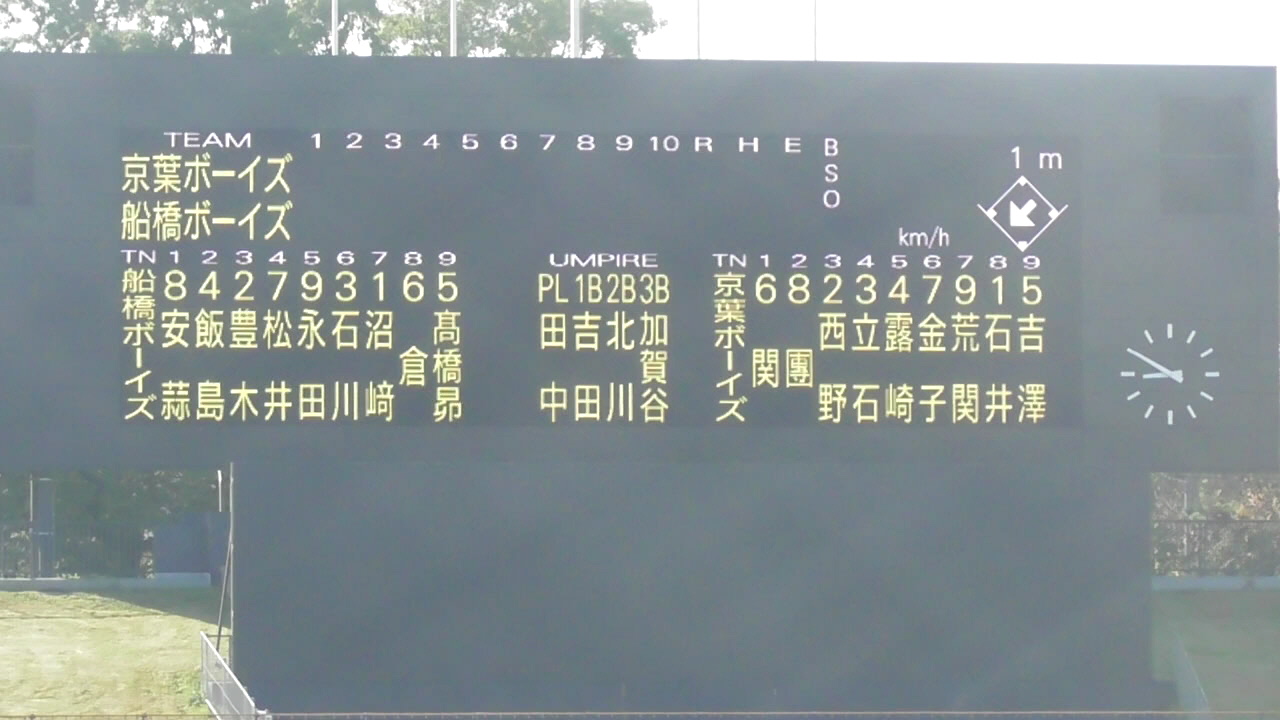 TEAM 1 2 3 4 5 6 7 8 9 10 R H E
京葉ボーイズ
船橋ボーイズ
B
S
O
1 m
km/h
TN 1 2 3 4 5 6 7 8 9
船橋ボーイズ
8 4 2 7 9 3 1 6 5
安蒜
飯島
豊木
松井
永田
石川
沼﨑
倉
髙橋昴
UMPIRE
PL 1B 2B 3B
田中
吉田
北川
加賀谷
TN 1 2 3 4 5 6 7 8 9
京葉ボーイズ
6 8 2 3 4 7 9 1 5
関
團
西野
立石
露崎
金子
荒関
石井
吉澤